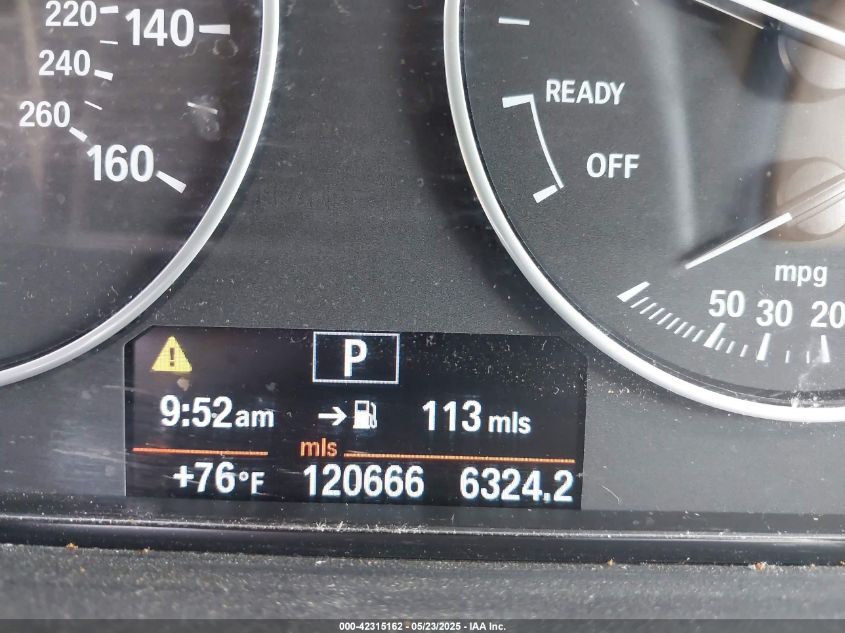 220 140
240
260
160
READY
OFF
mpg
50 30 20
P
9:52am 113 mls
mls
+76°F 120666 6324.2
000-42315162 - 05/23/2025 - IAA Inc.